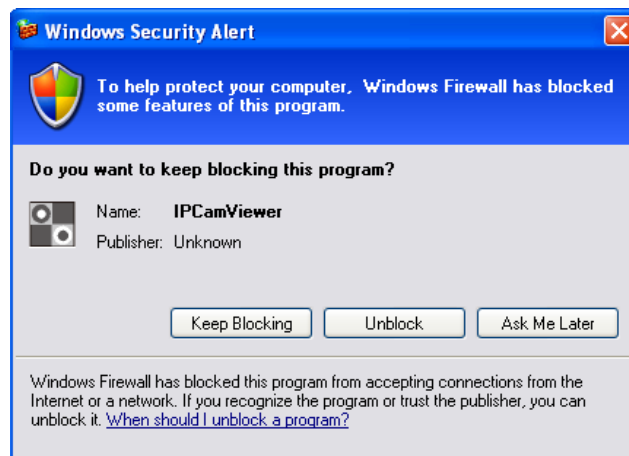 Windows Security Alert
To help protect your computer, Windows Firewall has blocked
some features of this program.
Do you want to keep blocking this program?
Name: IPCamViewer
Publisher: Unknown
Keep Blocking Unblock Ask Me Later
Windows Firewall has blocked this program from accepting connections from the
Internet or a network. If you recognize the program or trust the publisher, you can
unblock it. When should I unblock a program?